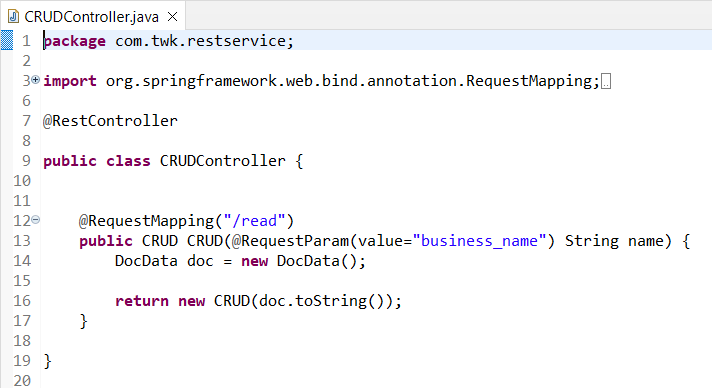 CRUDController.java
1 package com.twk.restservice;
2
3 import org.springframework.web.bind.annotation.RequestMapping;
6
7 @RestController
8
9 public class CRUDController {
10
11
12     @RequestMapping("/read")
13     public CRUD CRUD(@RequestParam(value="business_name") String name) {
14         DocData doc = new DocData();
15
16         return new CRUD(doc.toString());
17     }
18
19 }
20